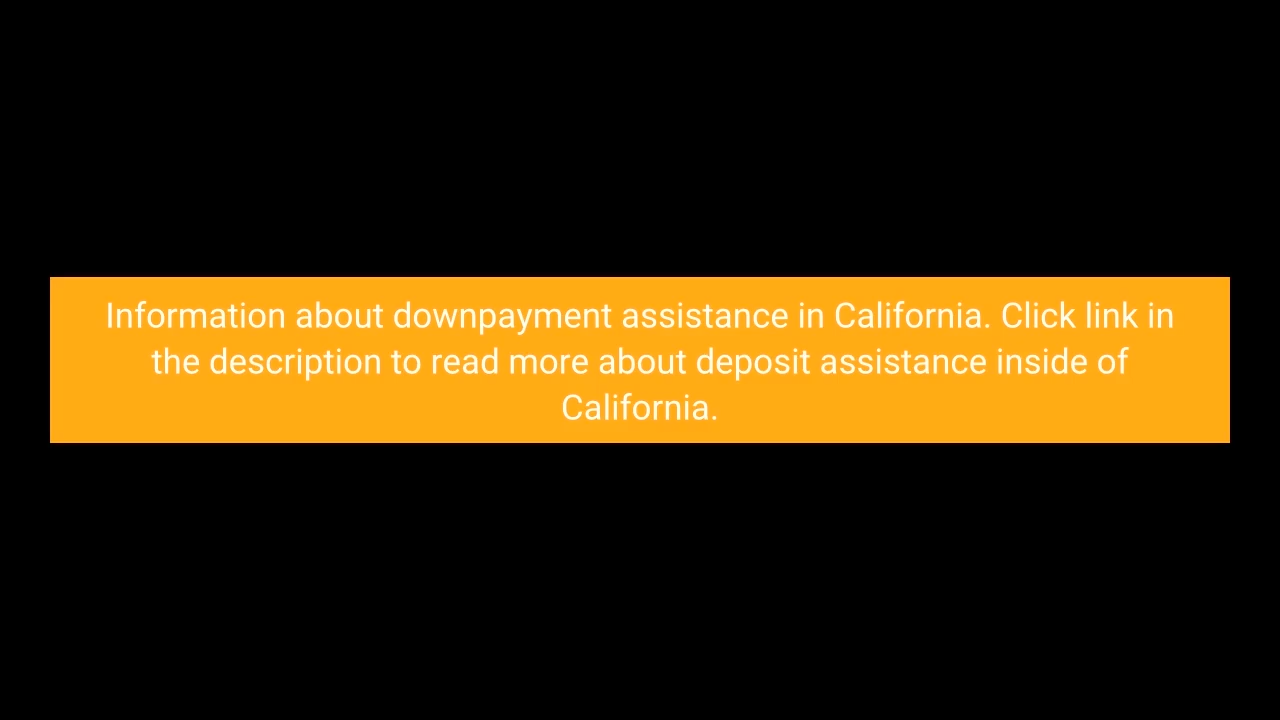 Information about downpayment assistance in California. Click link in
the description to read more about deposit assistance inside of
California.